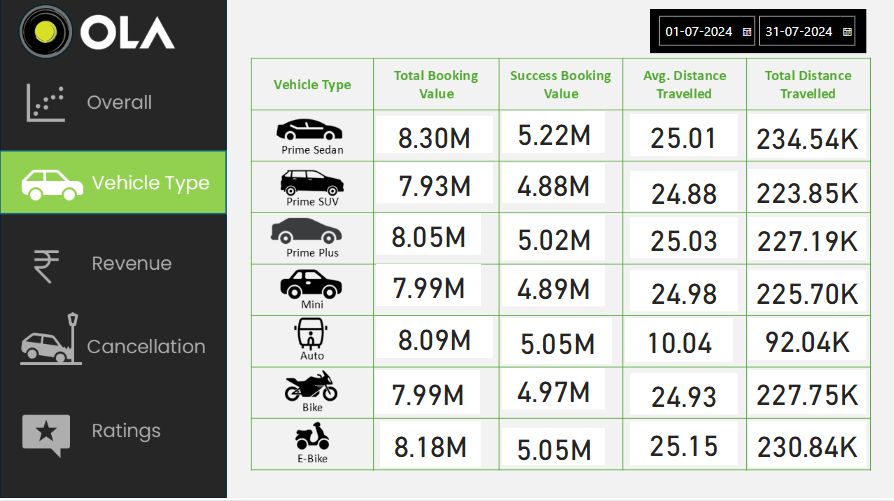 OLA
01-07-2024 31-07-2024
Overall
Vehicle Type
Revenue
Cancellation
Ratings
Vehicle Type Total Booking Value Success Booking Value Avg. Distance Travelled Total Distance Travelled
Prime Sedan 8.30M 5.22M 25.01 234.54K
Prime SUV 7.93M 4.88M 24.88 223.85K
Prime Plus 8.05M 5.02M 25.03 227.19K
Mini 7.99M 4.89M 24.98 225.70K
Auto 8.09M 5.05M 10.04 92.04K
Bike 7.99M 4.97M 24.93 227.75K
E-Bike 8.18M 5.05M 25.15 230.84K